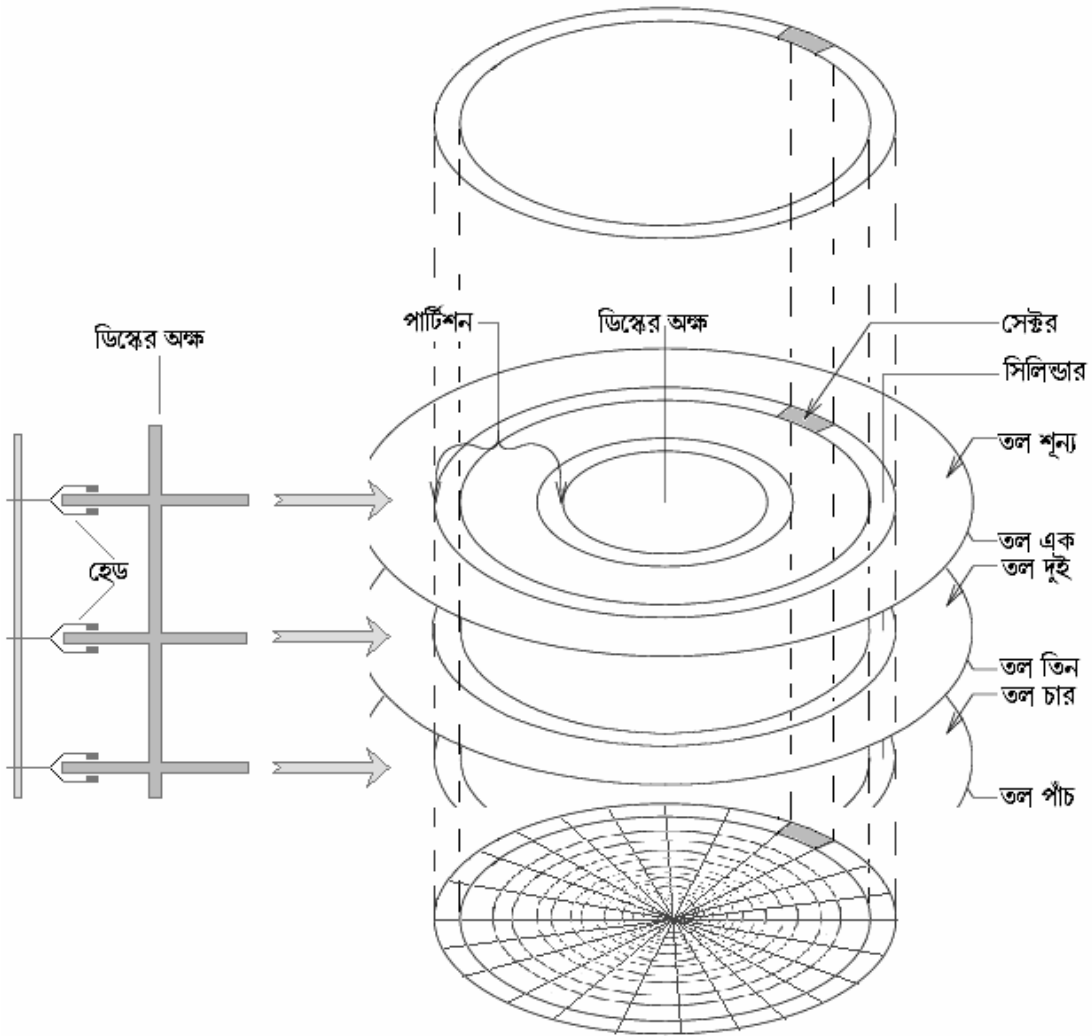 পার্টিশন
ডিস্কের অক্ষ
সেক্টর
ডিস্কের অক্ষ
সিলিন্ডার
তল শূন্য
তল এক
তল দুই
হেড
তল তিন
তল চার
তল পাঁচ